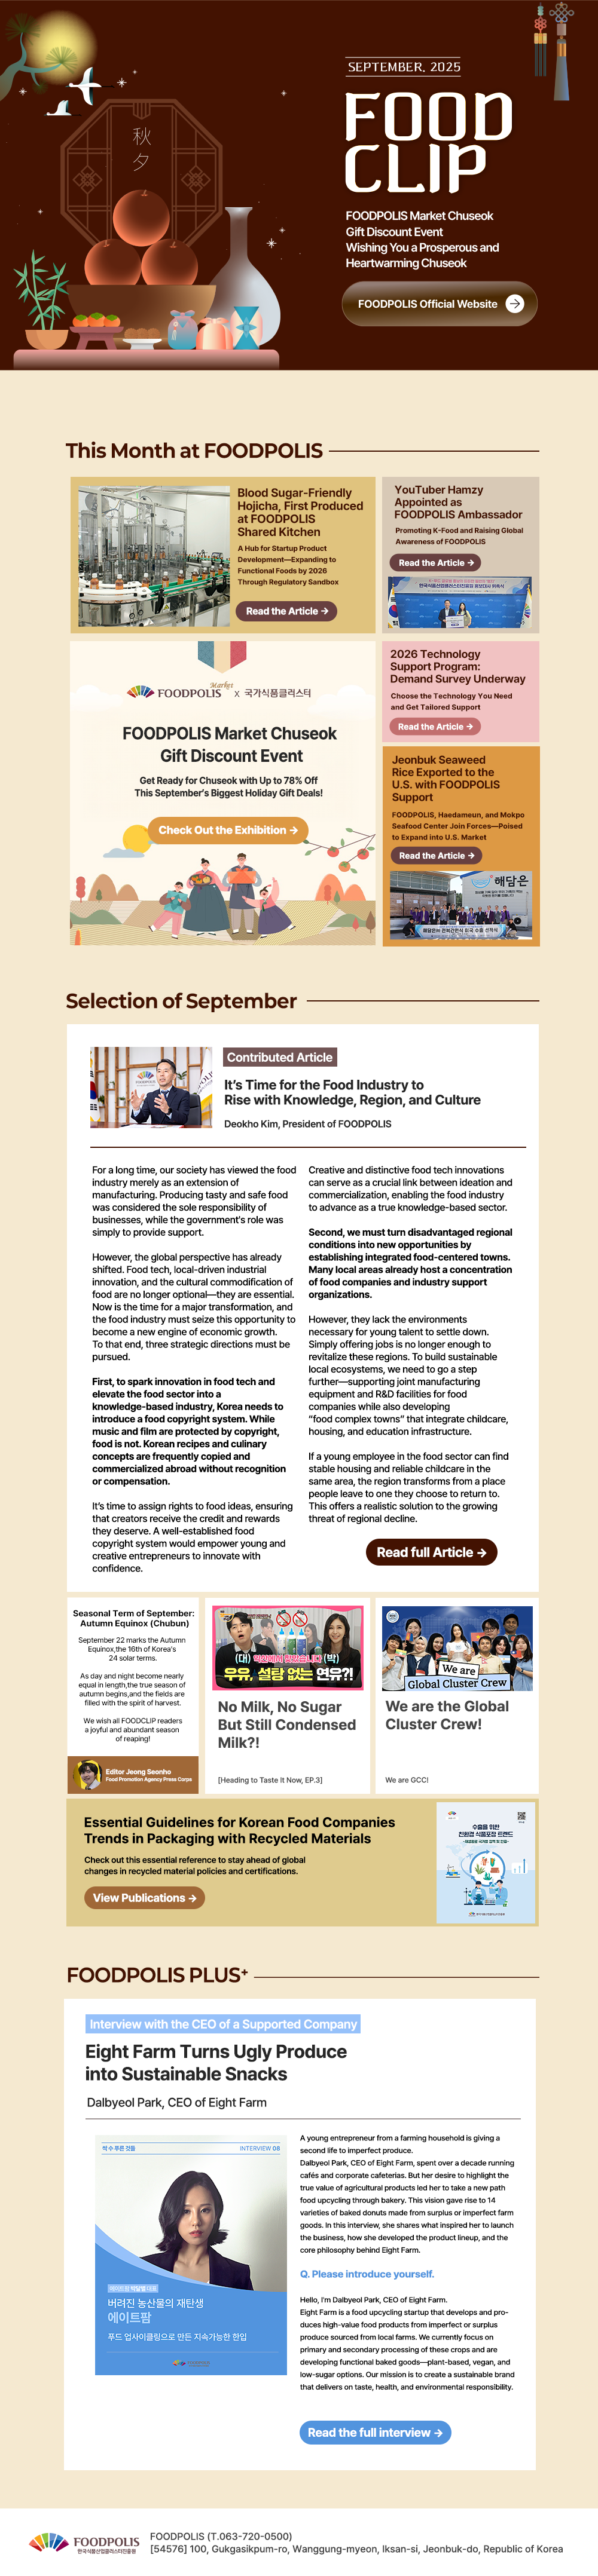 秋
夕
SEPTEMBER, 2025
FOOD
CLIP
FOODPOLIS Market Chuseok
Gift Discount Event
Wishing You a Prosperous and
Heartwarming Chuseok
FOODPOLIS Official Website →
This Month at FOODPOLIS
Blood Sugar-Friendly
Hojicha, First Produced
at FOODPOLIS
Shared Kitchen
A Hub for Startup Product
Development—Expanding to
Functional Foods by 2026
Through Regulatory Sandbox
Read the Article →
YouTuber Hamzy
Appointed as
FOODPOLIS Ambassador
Promoting K-Food and Raising Global
Awareness of FOODPOLIS
Read the Article →
Market
FOODPOLIS x 국가식품클러스터
FOODPOLIS Market Chuseok
Gift Discount Event
Get Ready for Chuseok with Up to 78% Off
This September's Biggest Holiday Gift Deals!
Check Out the Exhibition →
2026 Technology
Support Program:
Demand Survey Underway
Choose the Technology You Need
and Get Tailored Support
Read the Article →
Jeonbuk Seaweed
Rice Exported to the
U.S. with FOODPOLIS
Support
FOODPOLIS, Haedameun, and Mokpo
Seafood Center Join Forces—Poised
to Expand into U.S. Market
Read the Article →
해담은
Selection of September
Contributed Article
It's Time for the Food Industry to
Rise with Knowledge, Region, and Culture
Deokho Kim, President of FOODPOLIS
For a long time, our society has viewed the food
industry merely as an extension of
manufacturing. Producing tasty and safe food
was considered the sole responsibility of
businesses, while the government's role was
simply to provide support.
However, the global perspective has already
shifted. Food tech, local-driven industrial
innovation, and the cultural commodification of
food are no longer optional—they are essential.
Now is the time for a major transformation, and
the food industry must seize this opportunity to
become a new engine of economic growth.
To that end, three strategic directions must be
pursued.
First, to spark innovation in food tech and
elevate the food sector into a
knowledge-based industry, Korea needs to
introduce a food copyright system. While
music and film are protected by copyright,
food is not. Korean recipes and culinary
concepts are frequently copied and
commercialized abroad without recognition
or compensation.
It's time to assign rights to food ideas, ensuring
that creators receive the credit and rewards
they deserve. A well-established food
copyright system would empower young and
creative entrepreneurs to innovate with
confidence.
Creative and distinctive food tech innovations
can serve as a crucial link between ideation and
commercialization, enabling the food industry
to advance as a true knowledge-based sector.
Second, we must turn disadvantaged regional
conditions into new opportunities by
establishing integrated food-centered towns.
Many local areas already host a concentration
of food companies and industry support
organizations.
However, they lack the environments
necessary for young talent to settle down.
Simply offering jobs is no longer enough to
revitalize these regions. To build sustainable
local ecosystems, we need to go a step
further—supporting joint manufacturing
equipment and R&D facilities for food
companies while also developing
"food complex towns" that integrate childcare,
housing, and education infrastructure.
If a young employee in the food sector can find
stable housing and reliable childcare in the
same area, the region transforms from a place
people leave to one they choose to return to.
This offers a realistic solution to the growing
threat of regional decline.
Read full Article →
Seasonal Term of September:
Autumn Equinox (Chubun)
September 22 marks the Autumn
Equinox,the 16th of Korea's
24 solar terms.
As day and night become nearly
equal in length,the true season of
autumn begins,and the fields are
filled with the spirit of harvest.
We wish all FOODCLIP readers
a joyful and abundant season
of reaping!
Editor Jeong Seonho
Food Promotion Agency Press Corps
우유, 설탕 없는 연유?!
No Milk, No Sugar
But Still Condensed
Milk?!
[Heading to Taste It Now, EP.3]
We are
Global Cluster Crew
We are the Global
Cluster Crew!
We are GCC!
Essential Guidelines for Korean Food Companies
Trends in Packaging with Recycled Materials
Check out this essential resource to stay ahead of global
changes in recycled material policies and certifications.
View Publications →
수출을 위한
친환경 식품포장 트렌드
FOODPOLIS PLUS+
Interview with the CEO of a Supported Company
Eight Farm Turns Ugly Produce
into Sustainable Snacks
Dalbyeol Park, CEO of Eight Farm
싹 수 푸른 것들
INTERVIEW 08
에이트팜 박달별 대표
버려진 농산물의 재탄생
에이트팜
푸드 업사이클링으로 만든 지속가능한 한입
A young entrepreneur from a farming household is giving a
second life to imperfect produce.
Dalbyeol Park, CEO of Eight Farm, spent over a decade running
cafés and corporate cafeterias. But her desire to highlight the
true value of agricultural products led her to take a new path
food upcycling through bakery. This vision gave rise to 14
varieties of baked donuts made from surplus or imperfect farm
goods. In this interview, she shares what inspired her to launch
the business, how she developed the product lineup, and the
core philosophy behind Eight Farm.
Q. Please introduce yourself.
Hello, I'm Dalbyeol Park, CEO of Eight Farm.
Eight Farm is a food upcycling startup that develops and pro-
duces high-value food products from imperfect or surplus
produce sourced from local farms. We currently focus on
primary and secondary processing of these crops and are
developing functional baked goods—plant-based, vegan, and
low-sugar options. Our mission is to create a sustainable brand
that delivers on taste, health, and environmental responsibility.
Read the full interview →
FOODPOLIS
한국식품산업클러스터진흥원
FOODPOLIS (T.063-720-0500)
[54576] 100, Gukgasikpum-ro, Wanggung-myeon, Iksan-si, Jeonbuk-do, Republic of Korea